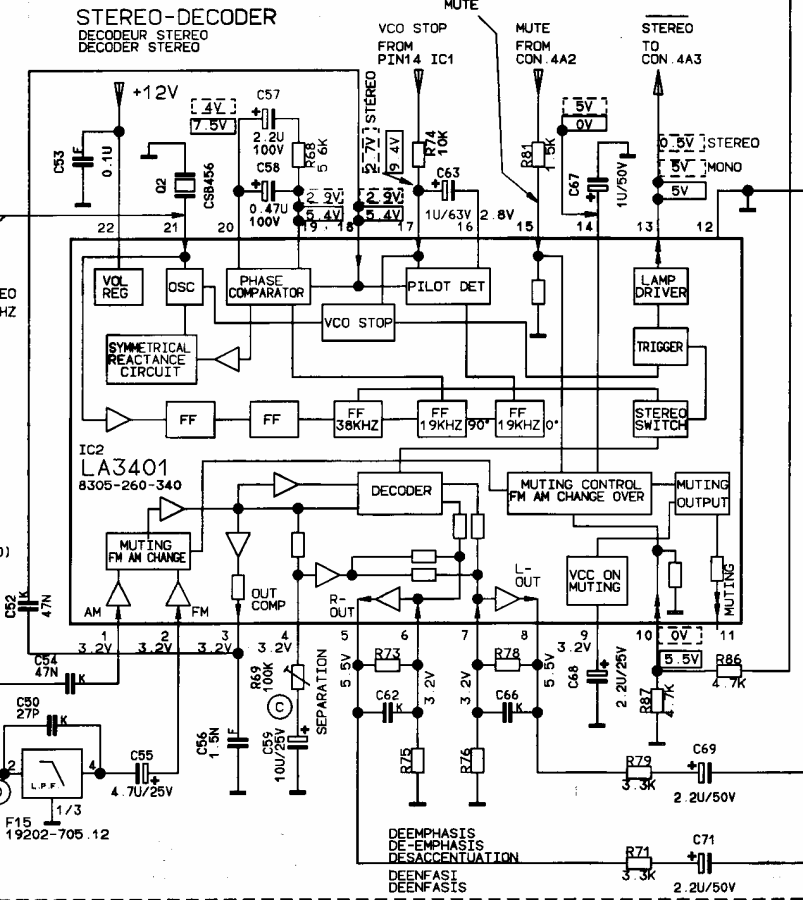 STEREO-DECODER
DECODEUR STEREO
DECODER STEREO
MUTE
VCO STOP
FROM
PIN14 IC1
MUTE
FROM
CON.4A2
STEREO
TO
CON.4A3
+12V
C53
F
0.1U
Q2
CSB456
.4V
7.5V
C57
+
2.2U
100V
R68
5.6K
C58
+
0.47U
100V
2.9V
5.4V
2.9V
5.4V
STEREO
2.7V
9.4V
R74
10K
C63
+
1U/63V
2.8V
R81
1.5K
5V
0V
C67
+
1U/50V
0.5V
STEREO
5V
MONO
5V
22
21
20
19
18
17
16
15
14
13
12
EO
HZ
VOL
REG
OSC
PHASE
COMPARATOR
PILOT DET
LAMP
DRIVER
VCO STOP
SYMMETRICAL
REACTANCE
CIRCUIT
TRIGGER
FF
FF
FF
38KHZ
FF
19KHZ
90°
FF
19KHZ
0°
STEREO
SWITCH
IC2
LA3401
8305-260-340
DECODER
MUTING CONTROL
FM AM CHANGE OVER
MUTING
OUTPUT
MUTING
FM AM CHANGE
VCC ON
MUTING
MUTING
AM
FM
OUT
COMP
R-
OUT
L-
OUT
C52
K
47N
1
2
3
4
5
6
7
8
9
10
11
3.2V
3.2V
3.2V
3.2V
5.5V
3.2V
3.2V
5.5V
3.2V
0V
5.5V
C54
47N
K
R69
100K
C
SEPARATION
R73
R78
C68
+
2.2U/25V
R86
4.7K
R87
4.7K
C50
27P
K
C62
K
C66
K
C56
F
1.5N
C59
+
10U/25V
R75
R76
2
4
L.P.F.
C55
+
4.7U/25V
1/3
F15
19202-705.12
R79
3.3K
C69
+
2.2U/50V
DEEMPHASIS
DE-EMPHASIS
DESACCENTUATION
DEENFASI
DEENFASIS
R71
3.3K
C71
+
2.2U/50V